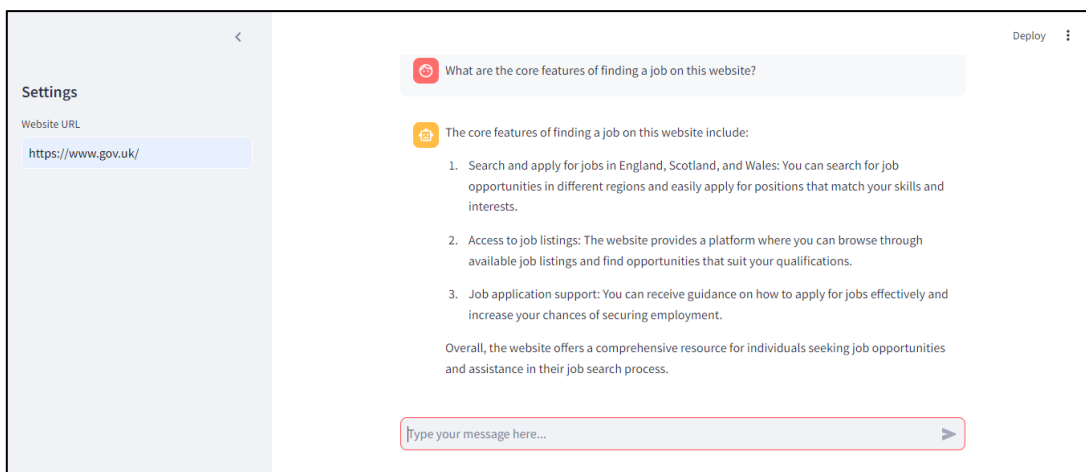 Deploy
Settings
Website URL
https://www.gov.uk/
What are the core features of finding a job on this website?
The core features of finding a job on this website include:
1. Search and apply for jobs in England, Scotland, and Wales: You can search for job
opportunities in different regions and easily apply for positions that match your skills and
interests.
2. Access to job listings: The website provides a platform where you can browse through
available job listings and find opportunities that suit your qualifications.
3. Job application support: You can receive guidance on how to apply for jobs effectively and
increase your chances of securing employment.
Overall, the website offers a comprehensive resource for individuals seeking job opportunities
and assistance in their job search process.
Type your message here...